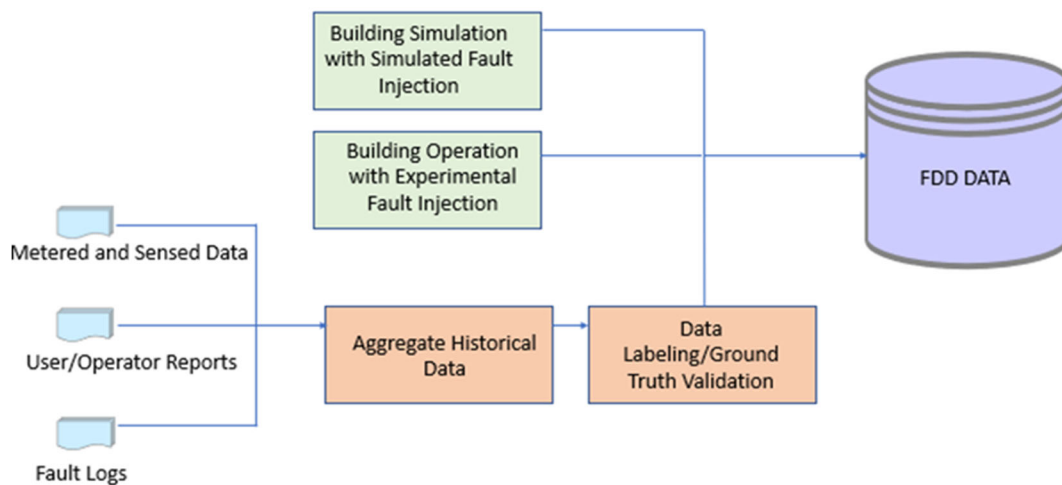 Building Simulation
with Simulated Fault
Injection
Building Operation
with Experimental
Fault Injection
FDD DATA
Metered and Sensed Data
User/Operator Reports
Fault Logs
Aggregate Historical
Data
Data
Labeling/Ground
Truth Validation